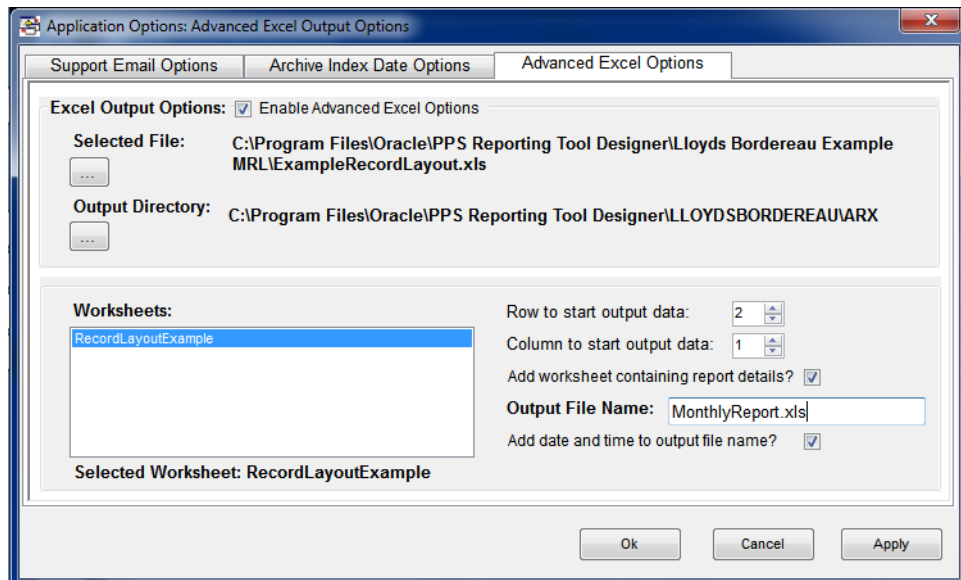 Application Options: Advanced Excel Output Options
Support Email Options
Archive Index Date Options
Advanced Excel Options
Excel Output Options: Enable Advanced Excel Options
Selected File:
...
C:\Program Files\Oracle\PPS Reporting Tool Designer\Lloyds Bordereau Example
MRL\ExampleRecordLayout.xls
Output Directory:
...
C:\Program Files\Oracle\PPS Reporting Tool Designer\LLOYDSBORDEREAU\ARX
Worksheets:
RecordLayoutExample
Selected Worksheet: RecordLayoutExample
Row to start output data: 2
Column to start output data: 1
Add worksheet containing report details?
Output File Name: MonthlyReport.xls
Add date and time to output file name?
Ok
Cancel
Apply